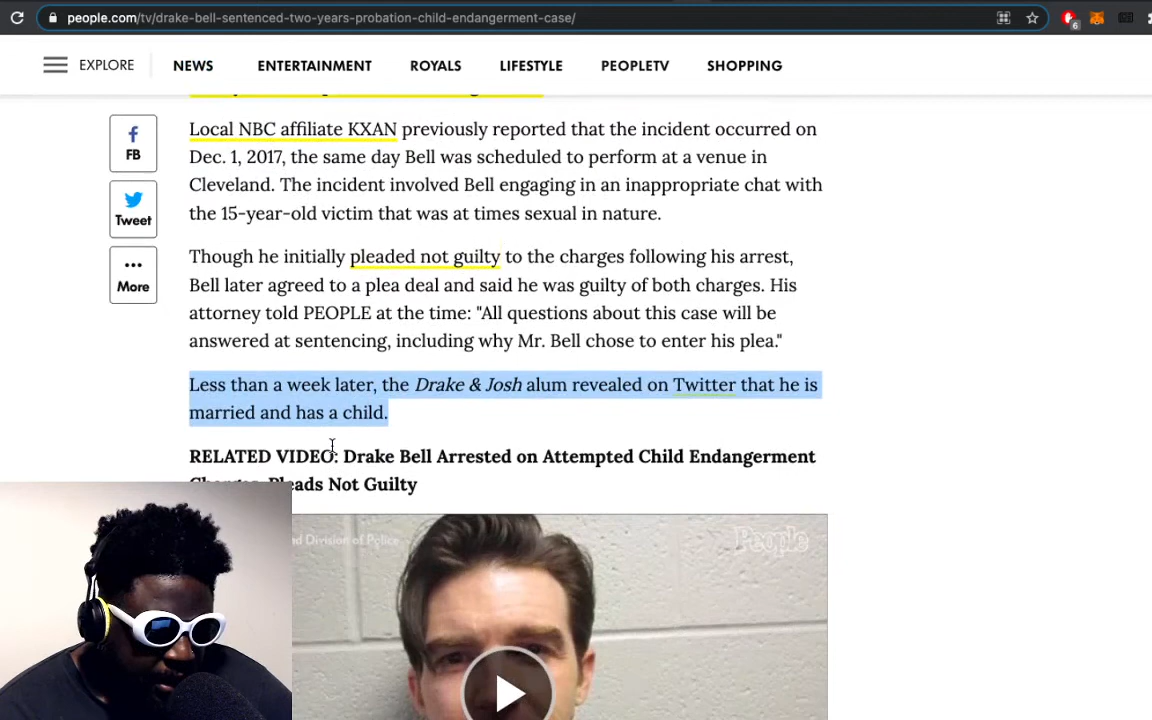 people.com/tv/drake-bell-sentenced-two-years-probation-child-endangerment-case/
6
EXPLORE NEWS ENTERTAINMENT ROYALS LIFESTYLE PEOPLETV SHOPPING
FB
Tweet
More
Local NBC affiliate KXAN previously reported that the incident occurred on
Dec. 1, 2017, the same day Bell was scheduled to perform at a venue in
Cleveland. The incident involved Bell engaging in an inappropriate chat with
the 15-year-old victim that was at times sexual in nature.
Though he initially pleaded not guilty to the charges following his arrest,
Bell later agreed to a plea deal and said he was guilty of both charges. His
attorney told PEOPLE at the time: "All questions about this case will be
answered at sentencing, including why Mr. Bell chose to enter his plea."
Less than a week later, the Drake & Josh alum revealed on Twitter that he is
married and has a child.
RELATED VIDEO: Drake Bell Arrested on Attempted Child Endangerment
Pleads Not Guilty
Division of Police
People